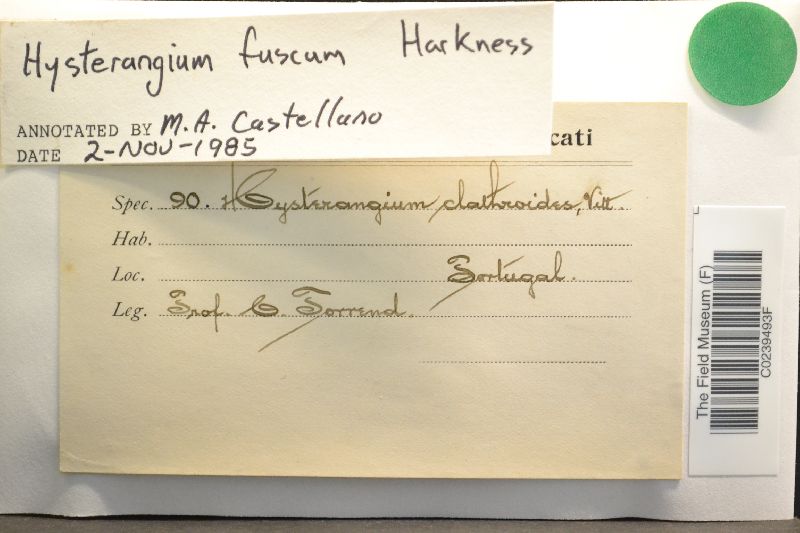 Hysterangium fuscum Harkness
ANNOTATED BY M.A. Castellano
DATE 2-NOV-1985
cati
Spec. 90. Hysterangium clathroides, Vitt.
Hab.
Loc. Portugal.
Leg. Prof. C. Torrend.
The Field Museum (F)
C0239493F